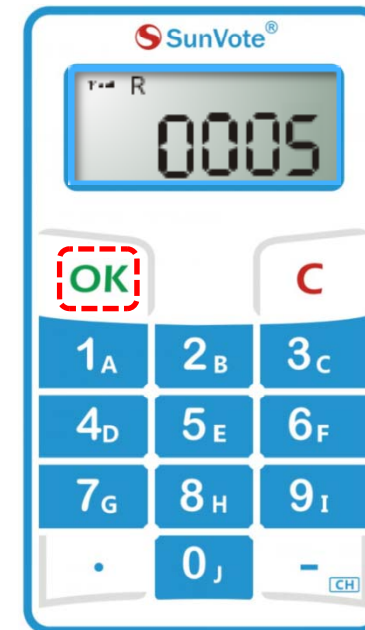 SunVote®
R
0005
OK C
1A 2B 3C
4D 5E 6F
7G 8H 9I
. 0J -
CH